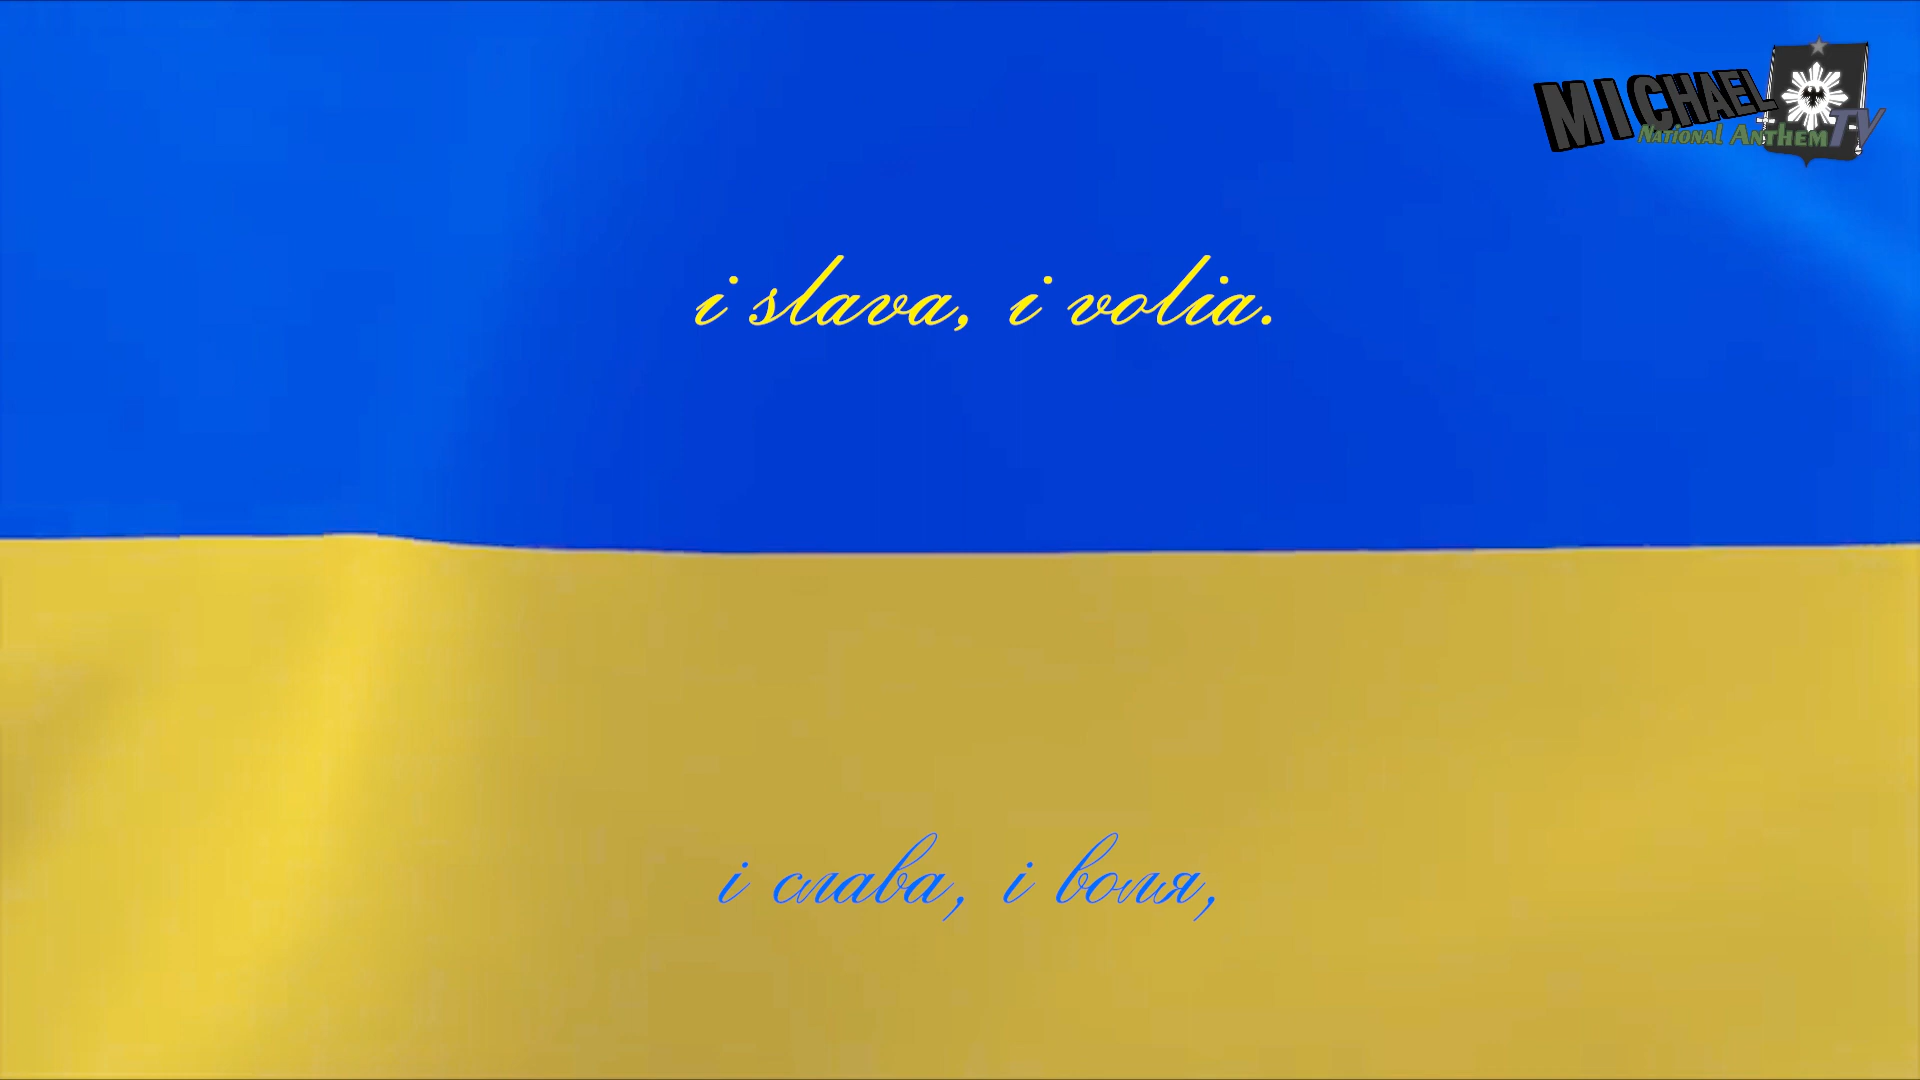 MICHAEL
National Anthem TV
i slava, i volia.
і слава, і воля,